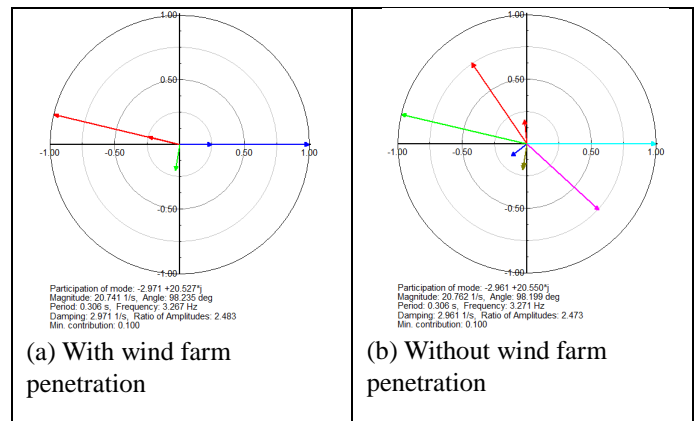 1.00
0.50
-1.00
-0.50
0.50
1.00
-0.50
-1.00
Participation of mode: -2.971 +20.527*j
Magnitude: 20.741 1/s, Angle: 98.235 deg
Period: 0.306 s, Frequency: 3.267 Hz
Damping: 2.971 1/s, Ratio of Amplitudes: 2.483
Min. contribution: 0.100
(a) With wind farm
penetration
1.00
0.50
-1.00
-0.50
0.50
1.00
-0.50
-1.00
Participation of mode: -2.961 +20.550*j
Magnitude: 20.762 1/s, Angle: 98.199 deg
Period: 0.306 s, Frequency: 3.271 Hz
Damping: 2.961 1/s, Ratio of Amplitudes: 2.473
Min. contribution: 0.100
(b) Without wind farm
penetration